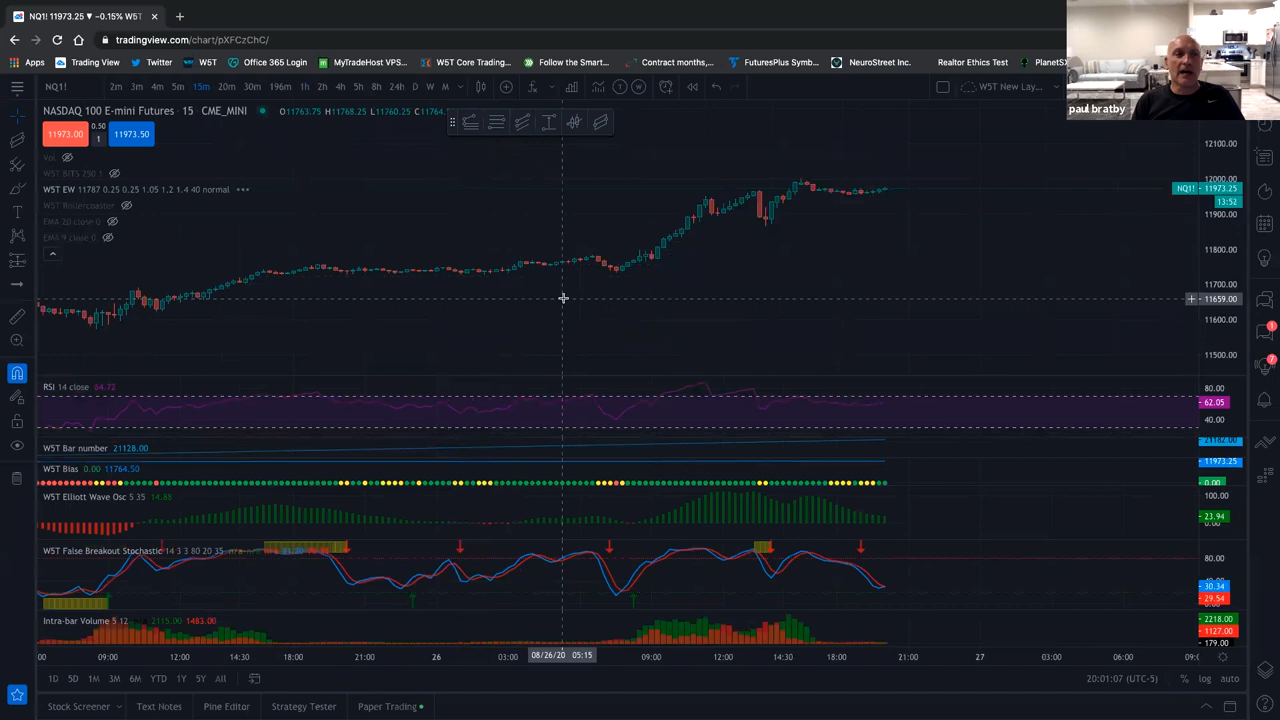 NQ1! 11973.25 ▼ −0.15% W5T
tradingview.com/chart/pXFCzChC/
Apps Trading View Twitter W5T Office 365 Login MyTradeHost VPS... W5T Core Trading... Follow the Smart... Contract months,... FuturesPlus Symb... NeuroStreet Inc. Realtor Ethics Test
paul bratby
NQ1! 2m 3m 5m 8m 15m 20m 30m 196m 1h 2h 4h 5h 8h 24h D W M W5T New Lay...
NASDAQ 100 E-mini Futures · 15 · CME_MINI O11763.75 H11768.25 L11760.25 C11764.
11973.00 0.50 1 11973.50
Vol
W5T BITS 250 1
W5T EW 11787 0.25 0.25 1.05 1.2 1.4 40 normal
W5T Rollercoaster
EMA 20 close 0
EMA 9 close 0
12100.00
12000.00
NQ1! 11973.25
13:52
11900.00
11800.00
11700.00
11659.00
11600.00
11500.00
RSI 14 close 64.72
80.00
62.05
40.00
W5T Bar number 21128.00
21182.00
11973.25
W5T Bias 0.00 11764.50
0.00
W5T Elliott Wave Osc 5 35 14.85
100.00
23.94
W5T False Breakout Stochastic 14 3 3 80 20 35
80.00
30.34
29.54
Intra-bar Volume 5 12 2115.00 1483.00
2218.00
1127.00
179.00
:00 09:00 12:00 14:30 18:00 21:00 26 03:00 08/26/20 05:15 09:00 12:00 14:30 18:00 21:00 27 03:00 06:00 09:0
1D 5D 1M 3M 6M YTD 1Y 5Y All 20:01:07 (UTC-5) % log auto
Stock Screener Text Notes Pine Editor Strategy Tester Paper Trading